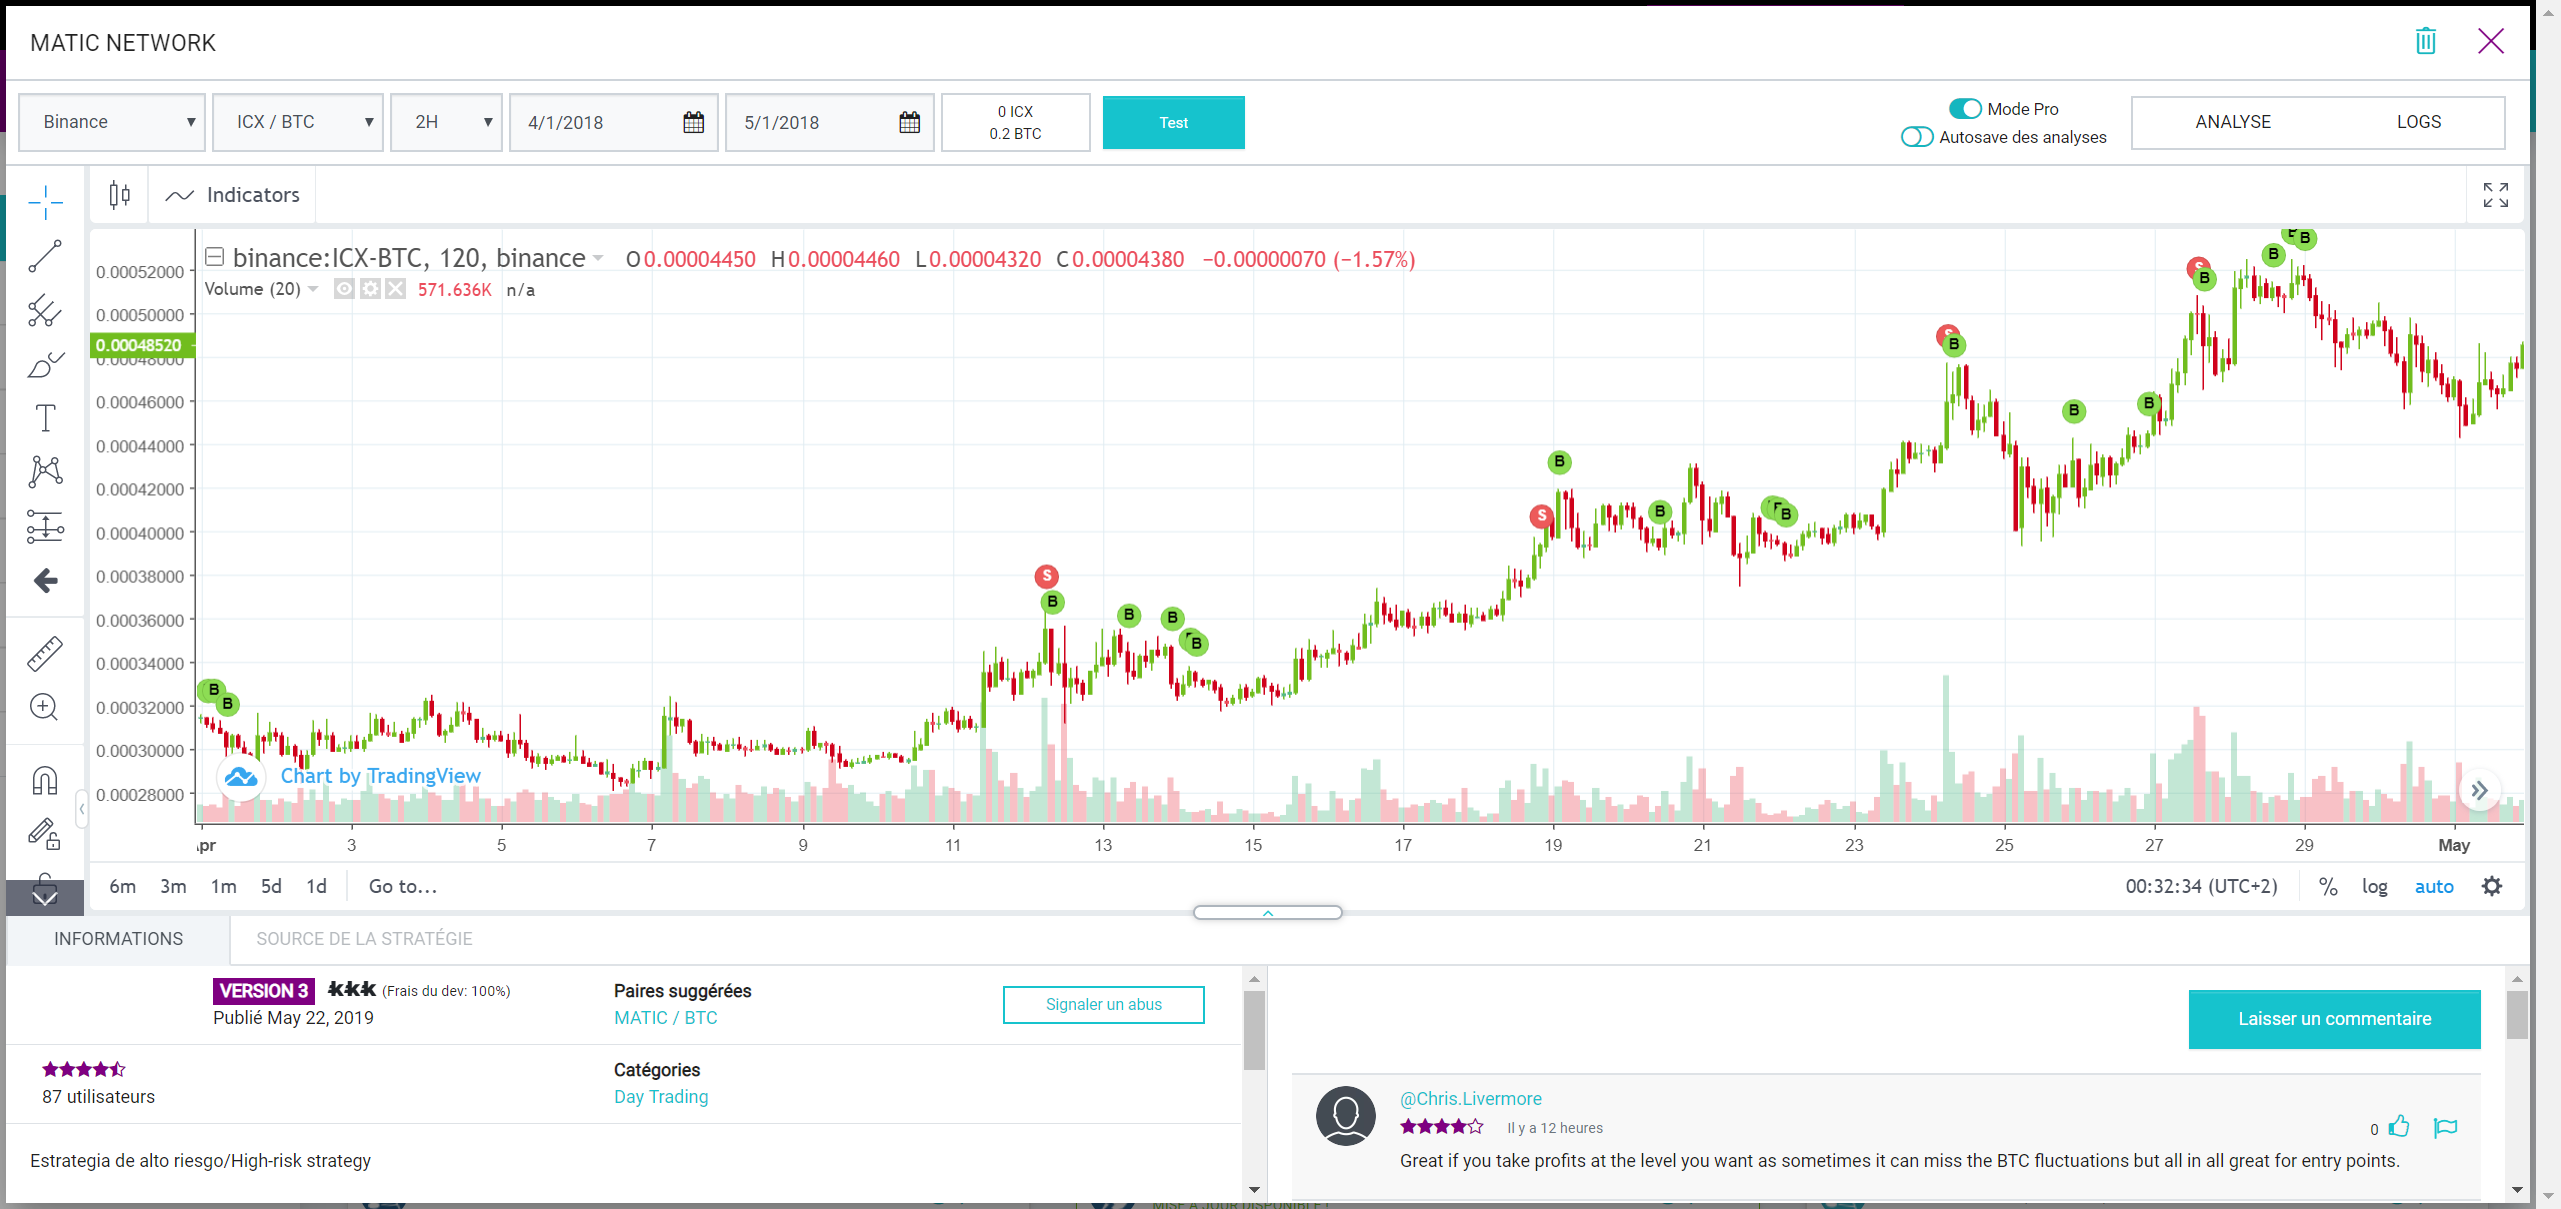 MATIC NETWORK
Binance
ICX / BTC
2H
4/1/2018
5/1/2018
0 ICX
0.2 BTC
Test
Mode Pro
Autosave des analyses
ANALYSE
LOGS
Indicators
binance:ICX-BTC, 120, binance
O0.00004450 H0.00004460 L0.00004320 C0.00004380 −0.00000070 (−1.57%)
Volume (20)
571.636K n/a
0.00052000
0.00050000
0.00048520
0.00048000
0.00046000
0.00044000
0.00042000
0.00040000
0.00038000
0.00036000
0.00034000
0.00032000
0.00030000
0.00028000
B
B
S
B
B
B
B
S
B
B
B
S
B
B
B
S
B
B
B
Chart by TradingView
3 5 7 9 11 13 15 17 19 21 23 25 27 29 May
6m 3m 1m 5d 1d Go to...
00:32:34 (UTC+2) % log auto
INFORMATIONS
SOURCE DE LA STRATÉGIE
VERSION 3 (Frais du dev: 100%)
Publié May 22, 2019
Paires suggérées
MATIC / BTC
Signaler un abus
87 utilisateurs
Catégories
Day Trading
Estrategia de alto riesgo/High-risk strategy
Laisser un commentaire
@Chris.Livermore
Il y a 12 heures
0
Great if you take profits at the level you want as sometimes it can miss the BTC fluctuations but all in all great for entry points.